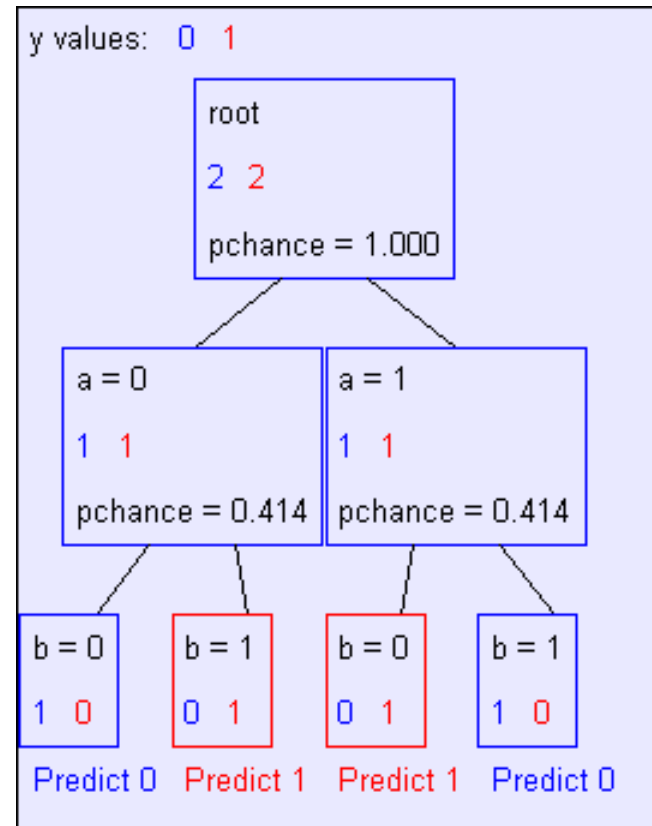 y values: 0 1
root
2 2
pchance = 1.000
a = 0
1 1
pchance = 0.414
a = 1
1 1
pchance = 0.414
b = 0
1 0
Predict 0
b = 1
0 1
Predict 1
b = 0
0 1
Predict 1
b = 1
1 0
Predict 0